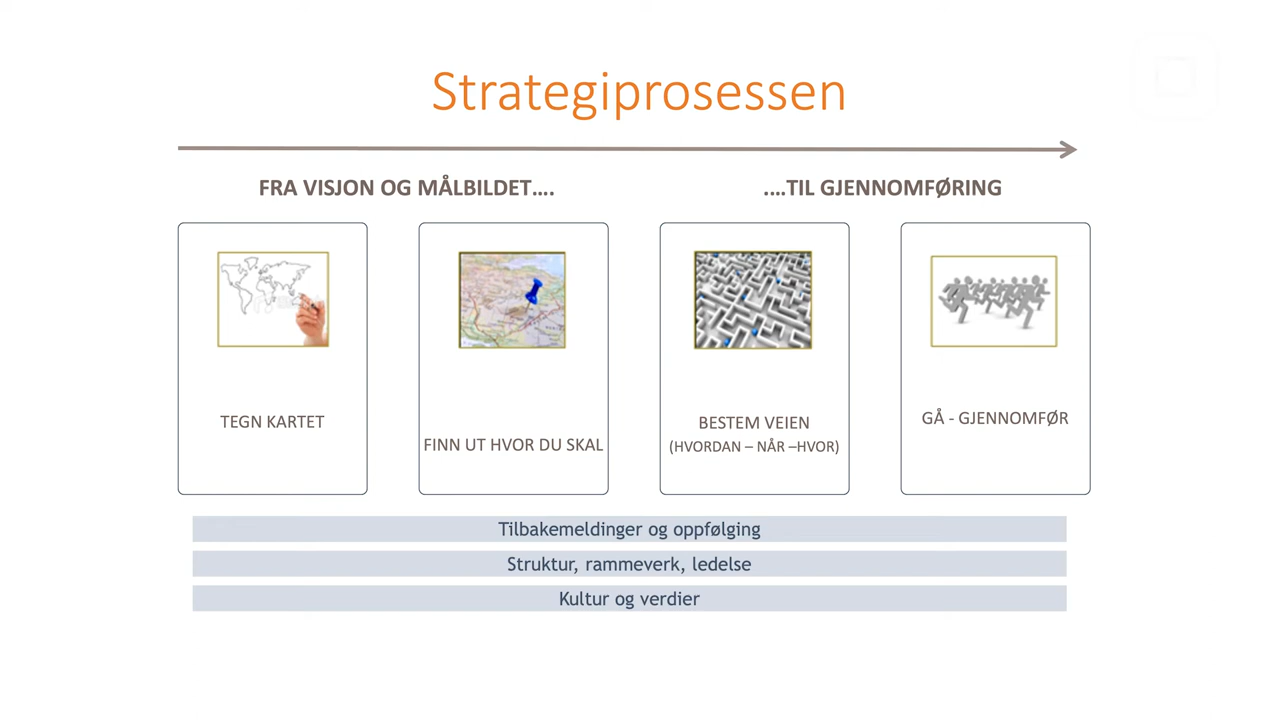 Strategiprosessen
FRA VISJON OG MÅLBILDET….
.…TIL GJENNOMFØRING
TEGN KARTET
FINN UT HVOR DU SKAL
BESTEM VEIEN
(HVORDAN – NÅR –HVOR)
GÅ - GJENNOMFØR
Tilbakemeldinger og oppfølging
Struktur, rammeverk, ledelse
Kultur og verdier